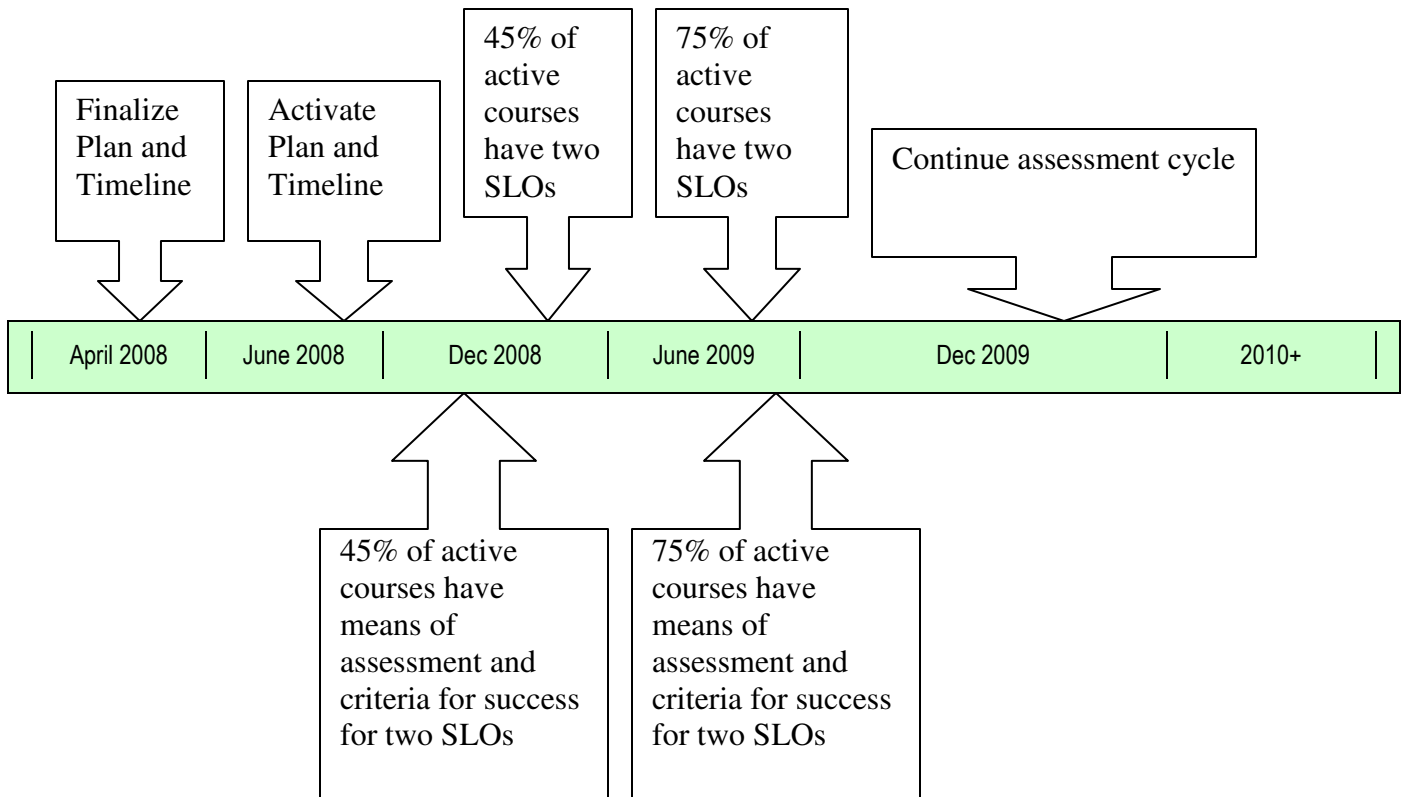 Finalize
Plan and
Timeline
Activate
Plan and
Timeline
45% of
active
courses
have two
SLOs
75% of
active
courses
have two
SLOs
Continue assessment cycle
April 2008
June 2008
Dec 2008
June 2009
Dec 2009
2010+
45% of active
courses have
means of
assessment and
criteria for success
for two SLOs
75% of active
courses have
means of
assessment and
criteria for success
for two SLOs